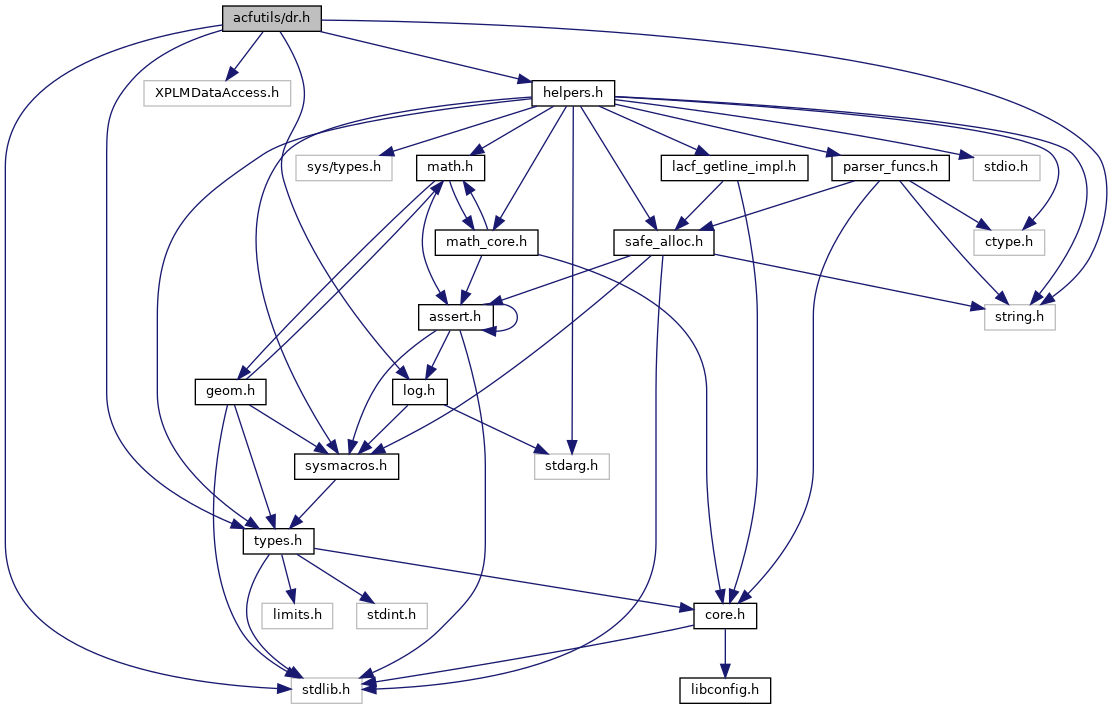 acfutils/dr.h
XPLMDataAccess.h
helpers.h
sys/types.h
math.h
lacf_getline_impl.h
parser_funcs.h
stdio.h
math_core.h
safe_alloc.h
ctype.h
assert.h
string.h
geom.h
log.h
sysmacros.h
stdarg.h
types.h
limits.h
stdint.h
core.h
stdlib.h
libconfig.h